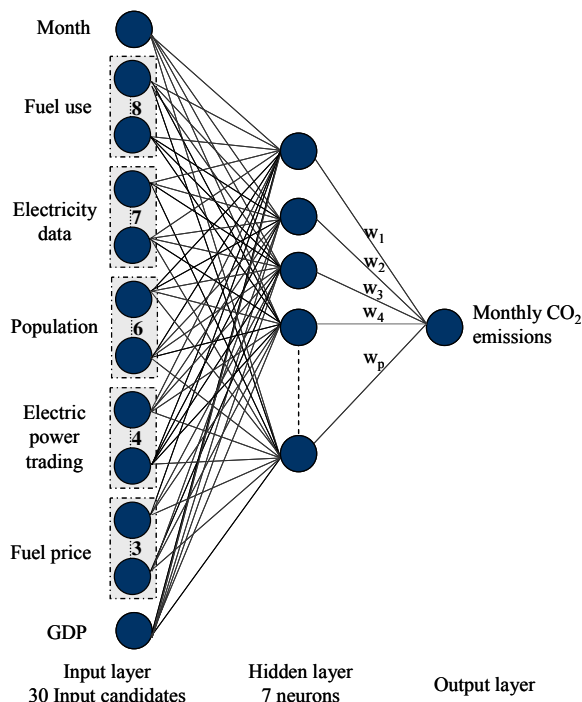 Month
Fuel use
8
Electricity
data
7
Population
6
Electric
power
trading
4
Fuel price
3
GDP
w1
w2
w3
w4
wp
Monthly CO2
emissions
Input layer
30 Input candidates
Hidden layer
7 neurons
Output layer